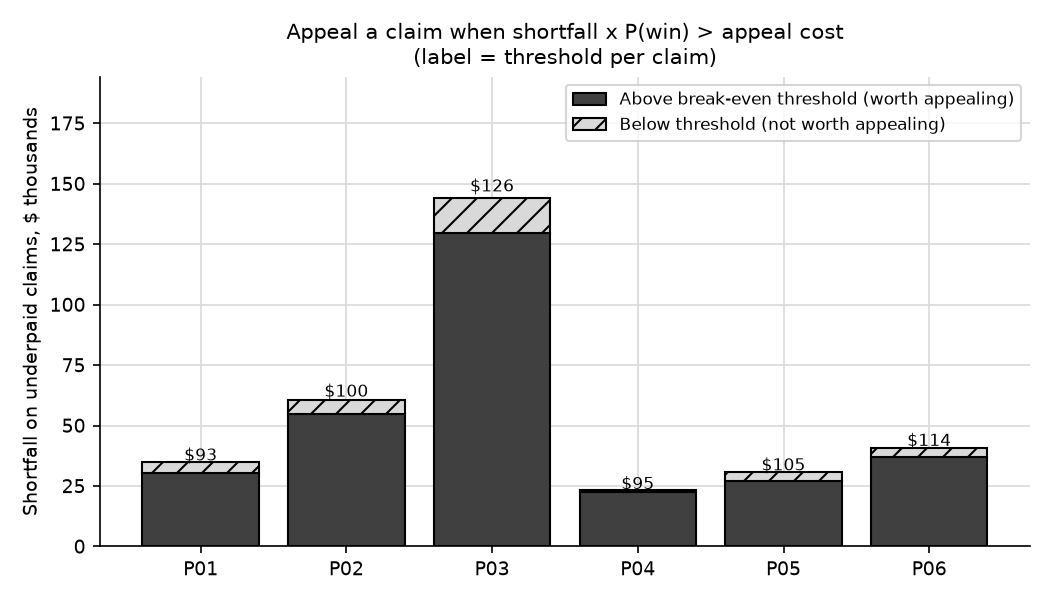 Appeal a claim when shortfall x P(win) > appeal cost
(label = threshold per claim)
Above break-even threshold (worth appealing)
Below threshold (not worth appealing)
Shortfall on underpaid claims, $ thousands
175
150
125
100
75
50
25
0
$93
$100
$126
$95
$105
$114
P01
P02
P03
P04
P05
P06